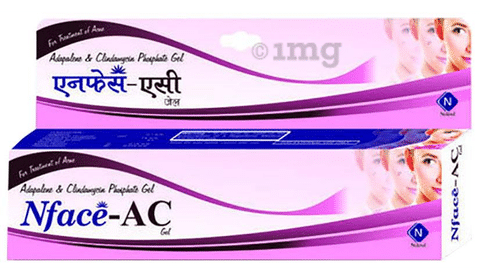 For Treatment of Acne
©1mg
Adapalene & Clindamycin Phosphate Gel
एनफेस-एसी
जेल
N
For Treatment of Acne
Adapalene & Clindamycin Phosphate Gel
Nface-AC
Gel
N
Nface-AC
Gel